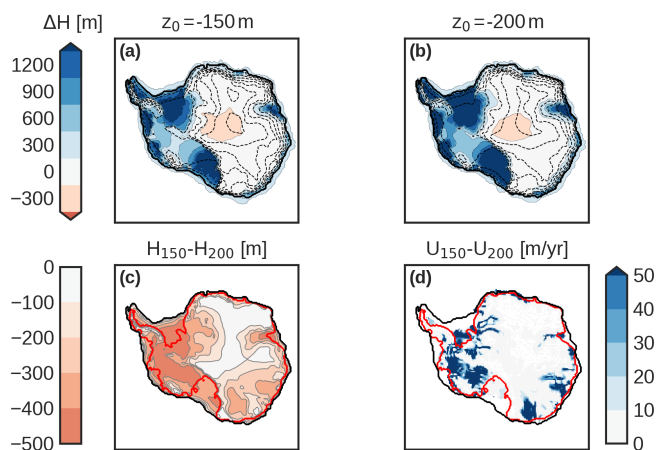 ΔH [m]
z₀ =-150 m
z₀ =-200 m
(a)
(b)
1200
900
600
300
0
−300
H₁₅₀-H₂₀₀ [m]
U₁₅₀-U₂₀₀ [m/yr]
(c)
(d)
0
−100
−200
−300
−400
−500
50
40
30
20
10
0